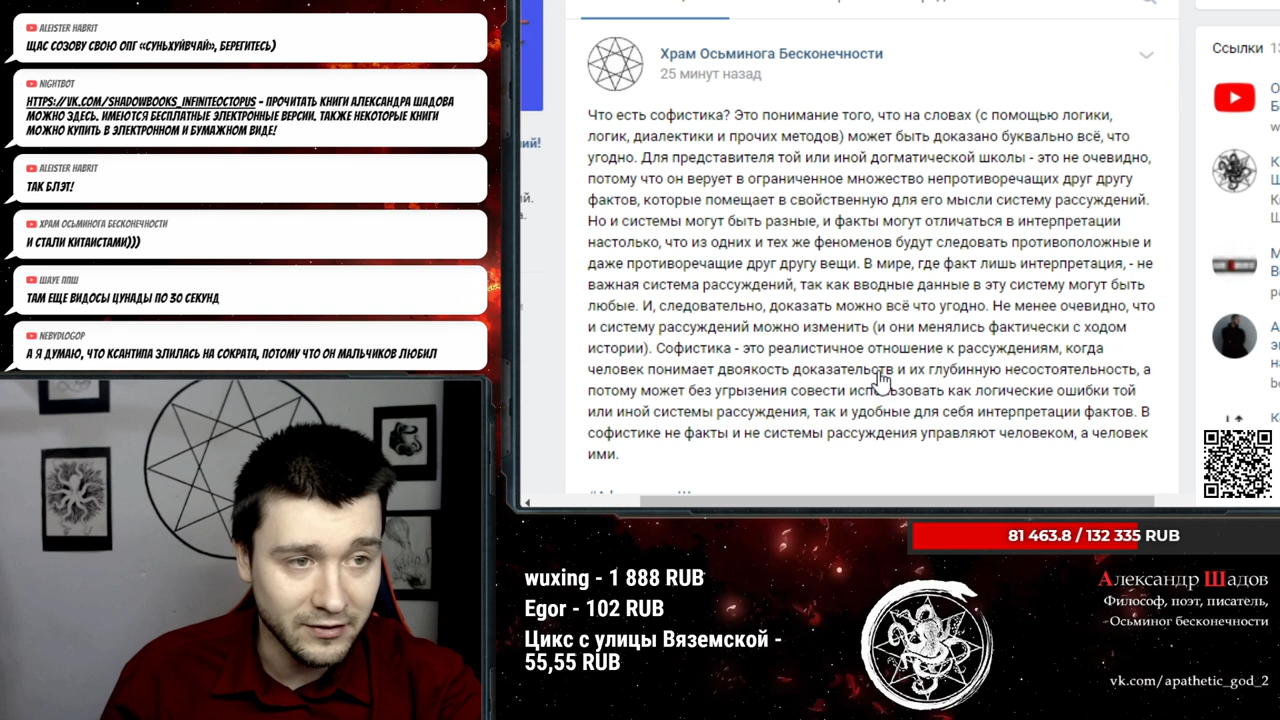 ALEISTER HABRIT
ЩАС СОЗОВУ СВОЮ ОПГ «СУНЬХУЙВЧАЙ», БЕРЕГИТЕСЬ)
NIGHTBOT
HTTPS://VK.COM/SHADOWBOOKS_INFINITEOCTOPUS - ПРОЧИТАТЬ КНИГИ АЛЕКСАНДРА ШАДОВА
МОЖНО ЗДЕСЬ. ИМЕЮТСЯ БЕСПЛАТНЫЕ ЭЛЕКТРОННЫЕ ВЕРСИИ. ТАКЖЕ НЕКОТОРЫЕ КНИГИ
МОЖНО КУПИТЬ В ЭЛЕКТРОННОМ И БУМАЖНОМ ВИДЕ!
ALEISTER HABRIT
ТАК БЛЭТ!
ХРАМ ОСЬМИНОГА БЕСКОНЕЧНОСТИ
И СТАЛИ КИТАИСТАМИ)))
ШАУЕ ППШ
ТАМ ЕЩЕ ВИДОСЫ ЦУНАДЫ ПО 30 СЕКУНД
NEBYDLOGOP
А Я ДУМАЮ, ЧТО КСАНТИПА ЗЛИЛАСЬ НА СОКРАТА, ПОТОМУ ЧТО ОН МАЛЬЧИКОВ ЛЮБИЛ
Храм Осьминога Бесконечности
25 минут назад
Что есть софистика? Это понимание того, что на словах (с помощью логики,
логик, диалектики и прочих методов) может быть доказано буквально всё, что
угодно. Для представителя той или иной догматической школы - это не очевидно,
потому что он верует в ограниченное множество непротиворечащих друг другу
фактов, которые помещает в свойственную для его мысли систему рассуждений.
Но и системы могут быть разные, и факты могут отличаться в интерпретации
настолько, что из одних и тех же феноменов будут следовать противоположные и
даже противоречащие друг другу вещи. В мире, где факт лишь интерпретация, - не
важная система рассуждений, так как вводные данные в эту систему могут быть
любые. И, следовательно, доказать можно всё что угодно. Не менее очевидно, что
и систему рассуждений можно изменить (и они менялись фактически с ходом
истории). Софистика - это реалистичное отношение к рассуждениям, когда
человек понимает двоякость доказательств и их глубинную несостоятельность, а
потому может без угрызения совести использовать как логические ошибки той
или иной системы рассуждения, так и удобные для себя интерпретации фактов. В
софистике не факты и не системы рассуждения управляют человеком, а человек
ими.
Ссылки
81 463.8 / 132 335 RUB
wuxing - 1 888 RUB
Egor - 102 RUB
Цикс с улицы Вяземской -
55,55 RUB
Александр Шадов
Философ, поэт, писатель,
Осьминог бесконечности
vk.com/apathetic_god_2